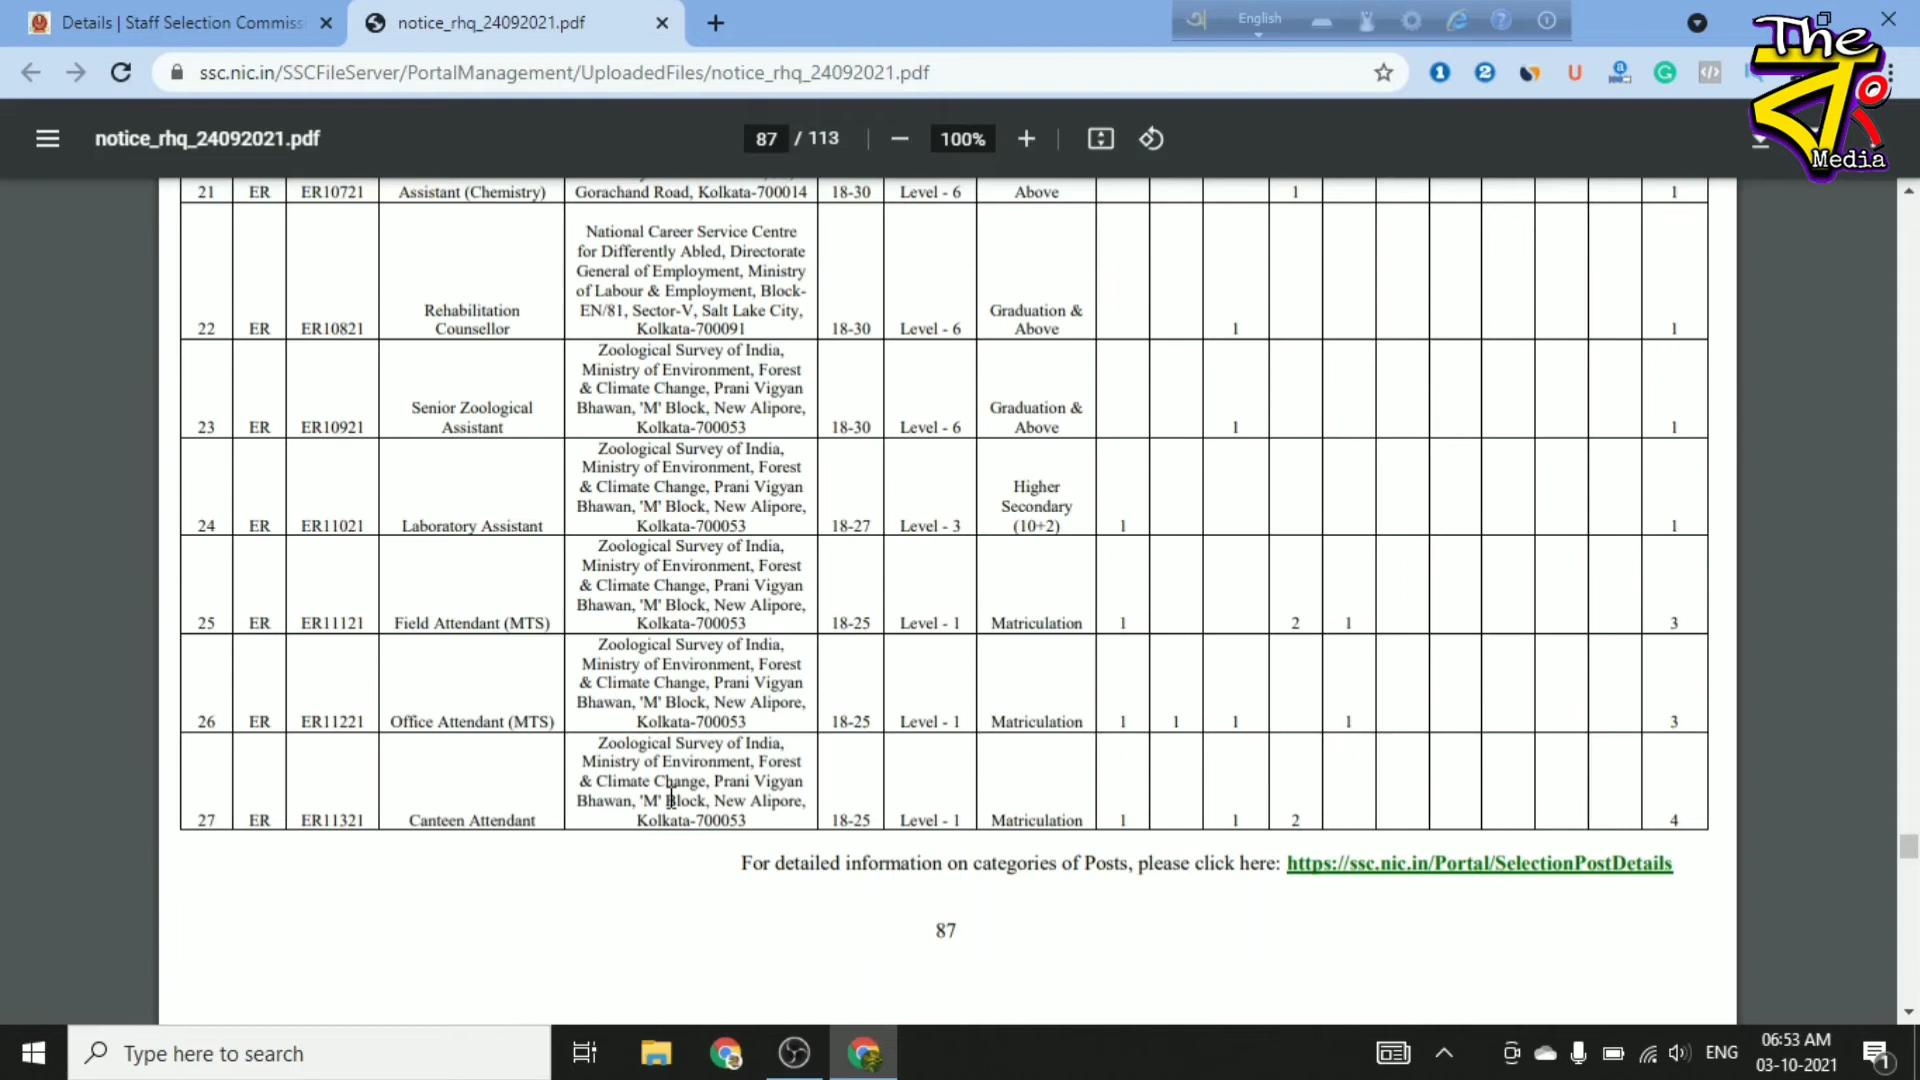 Details | Staff Selection Commiss
notice_rhq_24092021.pdf
English
The
Media
ssc.nic.in/SSCFileServer/PortalManagement/UploadedFiles/notice_rhq_24092021.pdf
notice_rhq_24092021.pdf
87 / 113
100%
21 ER ER10721 Assistant (Chemistry) Gorachand Road, Kolkata-700014 18-30 Level - 6 Above 1 1
National Career Service Centre
for Differently Abled, Directorate
General of Employment, Ministry
of Labour & Employment, Block-
Rehabilitation EN/81, Sector-V, Salt Lake City, Graduation &
22 ER ER10821 Counsellor Kolkata-700091 18-30 Level - 6 Above 1 1
Zoological Survey of India,
Ministry of Environment, Forest
& Climate Change, Prani Vigyan
Senior Zoological Bhawan, 'M' Block, New Alipore, Graduation &
23 ER ER10921 Assistant Kolkata-700053 18-30 Level - 6 Above 1 1
Zoological Survey of India,
Ministry of Environment, Forest
& Climate Change, Prani Vigyan Higher
Bhawan, 'M' Block, New Alipore, Secondary
24 ER ER11021 Laboratory Assistant Kolkata-700053 18-27 Level - 3 (10+2) 1 1
Zoological Survey of India,
Ministry of Environment, Forest
& Climate Change, Prani Vigyan
Bhawan, 'M' Block, New Alipore,
25 ER ER11121 Field Attendant (MTS) Kolkata-700053 18-25 Level - 1 Matriculation 1 2 1 3
Zoological Survey of India,
Ministry of Environment, Forest
& Climate Change, Prani Vigyan
Bhawan, 'M' Block, New Alipore,
26 ER ER11221 Office Attendant (MTS) Kolkata-700053 18-25 Level - 1 Matriculation 1 1 1 1 3
Zoological Survey of India,
Ministry of Environment, Forest
& Climate Change, Prani Vigyan
Bhawan, 'M' Block, New Alipore,
27 ER ER11321 Canteen Attendant Kolkata-700053 18-25 Level - 1 Matriculation 1 1 2 4
For detailed information on categories of Posts, please click here: https://ssc.nic.in/Portal/SelectionPostDetails
87
Type here to search
ENG
06:53 AM
03-10-2021
1